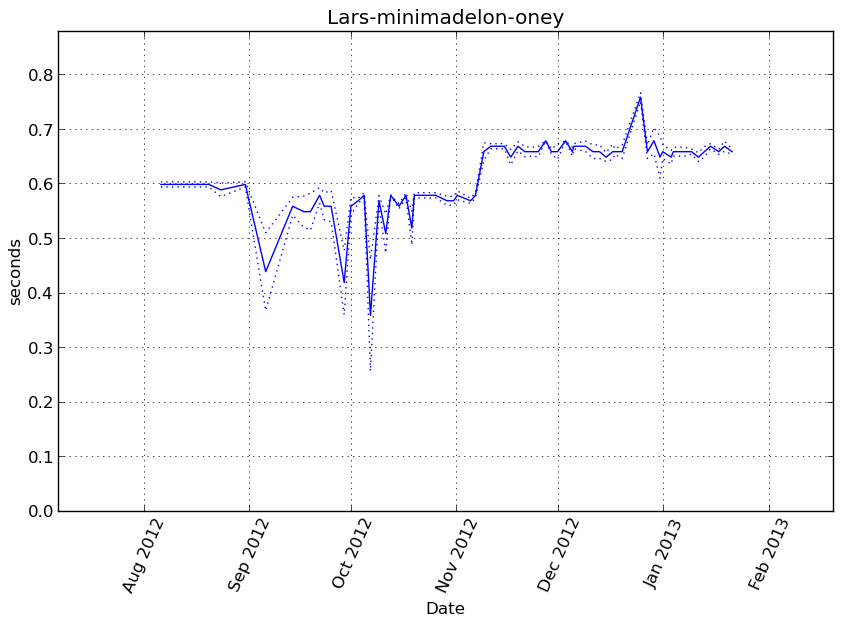 Lars-minimadelon-oney
0.8
0.7
0.6
0.5
0.4
0.3
0.2
0.1
0.0
seconds
Aug 2012
Sep 2012
Oct 2012
Nov 2012
Dec 2012
Jan 2013
Feb 2013
Date